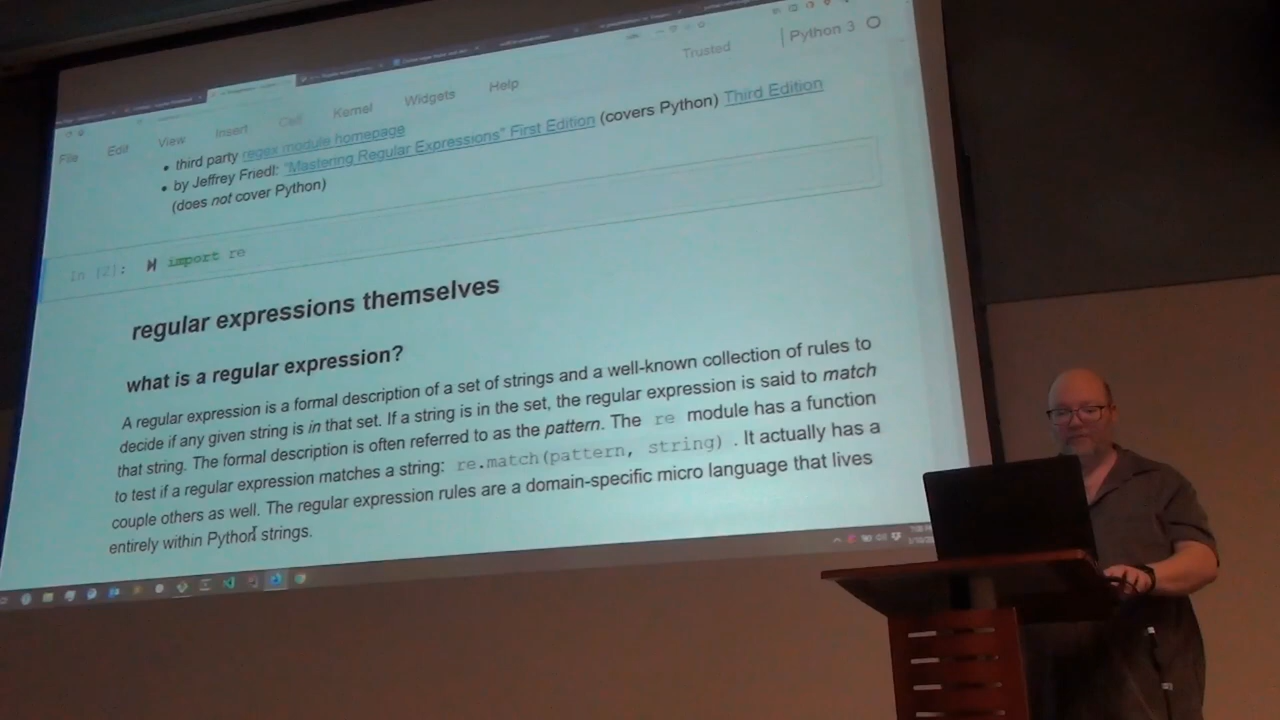 Trusted
Python 3
File Edit View Insert Cell Kernel Widgets Help
• third party regex module homepage
• by Jeffrey Friedl: "Mastering Regular Expressions" First Edition (covers Python) Third Edition
(does not cover Python)
In [2]: import re
regular expressions themselves
what is a regular expression?
A regular expression is a formal description of a set of strings and a well-known collection of rules to
decide if any given string is in that set. If a string is in the set, the regular expression is said to match
that string. The formal description is often referred to as the pattern. The re module has a function
to test if a regular expression matches a string: re.match(pattern, string) . It actually has a
couple others as well. The regular expression rules are a domain-specific micro language that lives
entirely within Python strings.